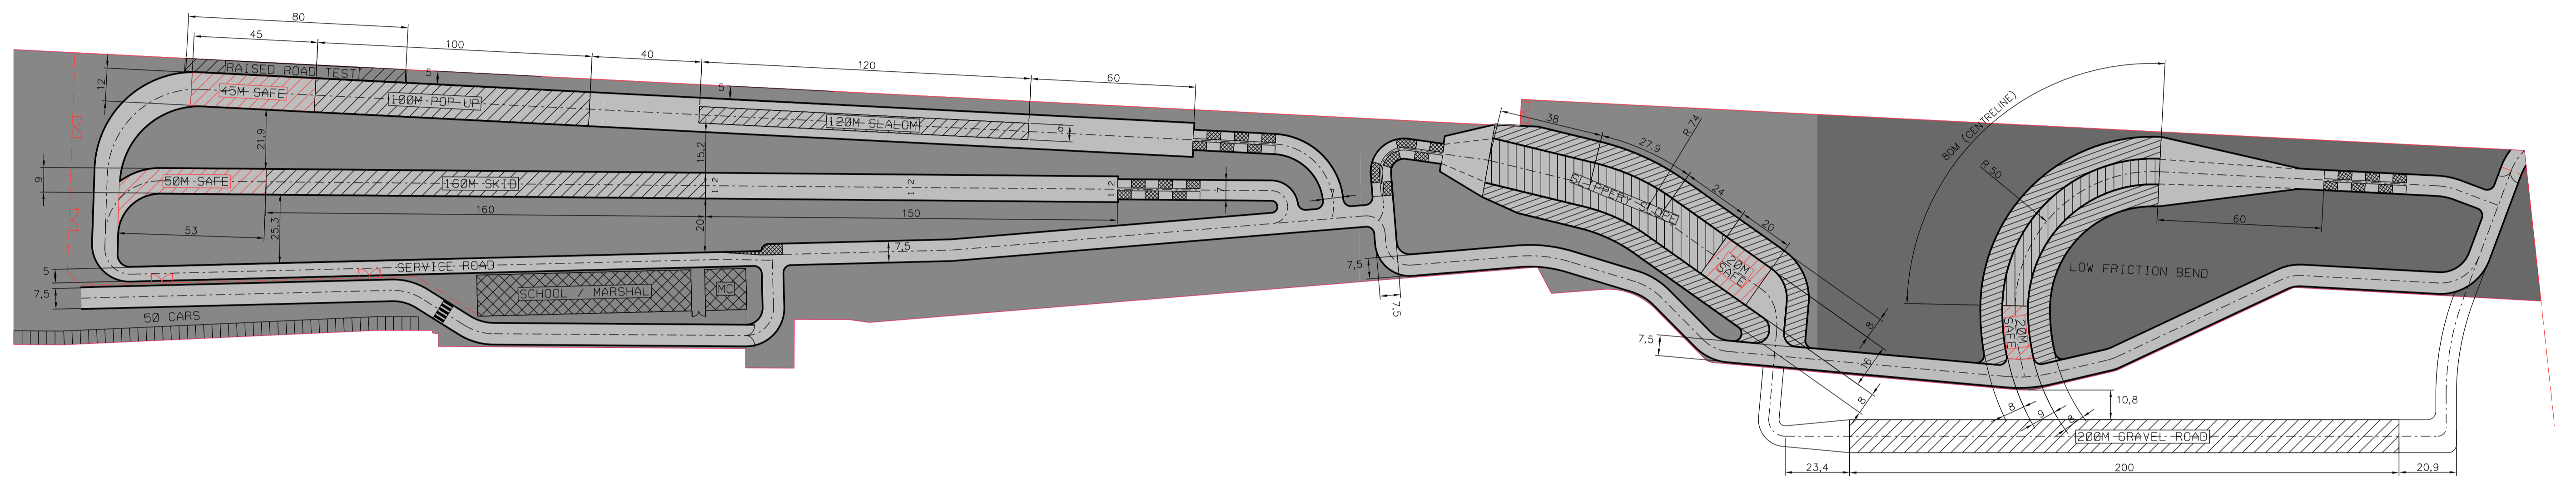 80
45
100
40
120
60
RAISED ROAD TEST
5
5
12
45M SAFE
100M POP UP
120M SLALOM
6
21,9
15,2
9
50M SAFE
160M SKID
12
12
12
7
7
160
150
53
25,3
20
7,5
5
SERVICE ROAD
7,5
SCHOOL / MARSHAL
MC
50 CARS
38
27,9
R 74
24
20
SLIPPERY SLOPE
20M
SAFE
7,5
7,5
7,5
8
16
8
80M (CENTRELINE)
R 50
60
LOW FRICTION BEND
20M
SAFE
8
9
8
10,8
200M GRAVEL ROAD
23,4
200
20,9